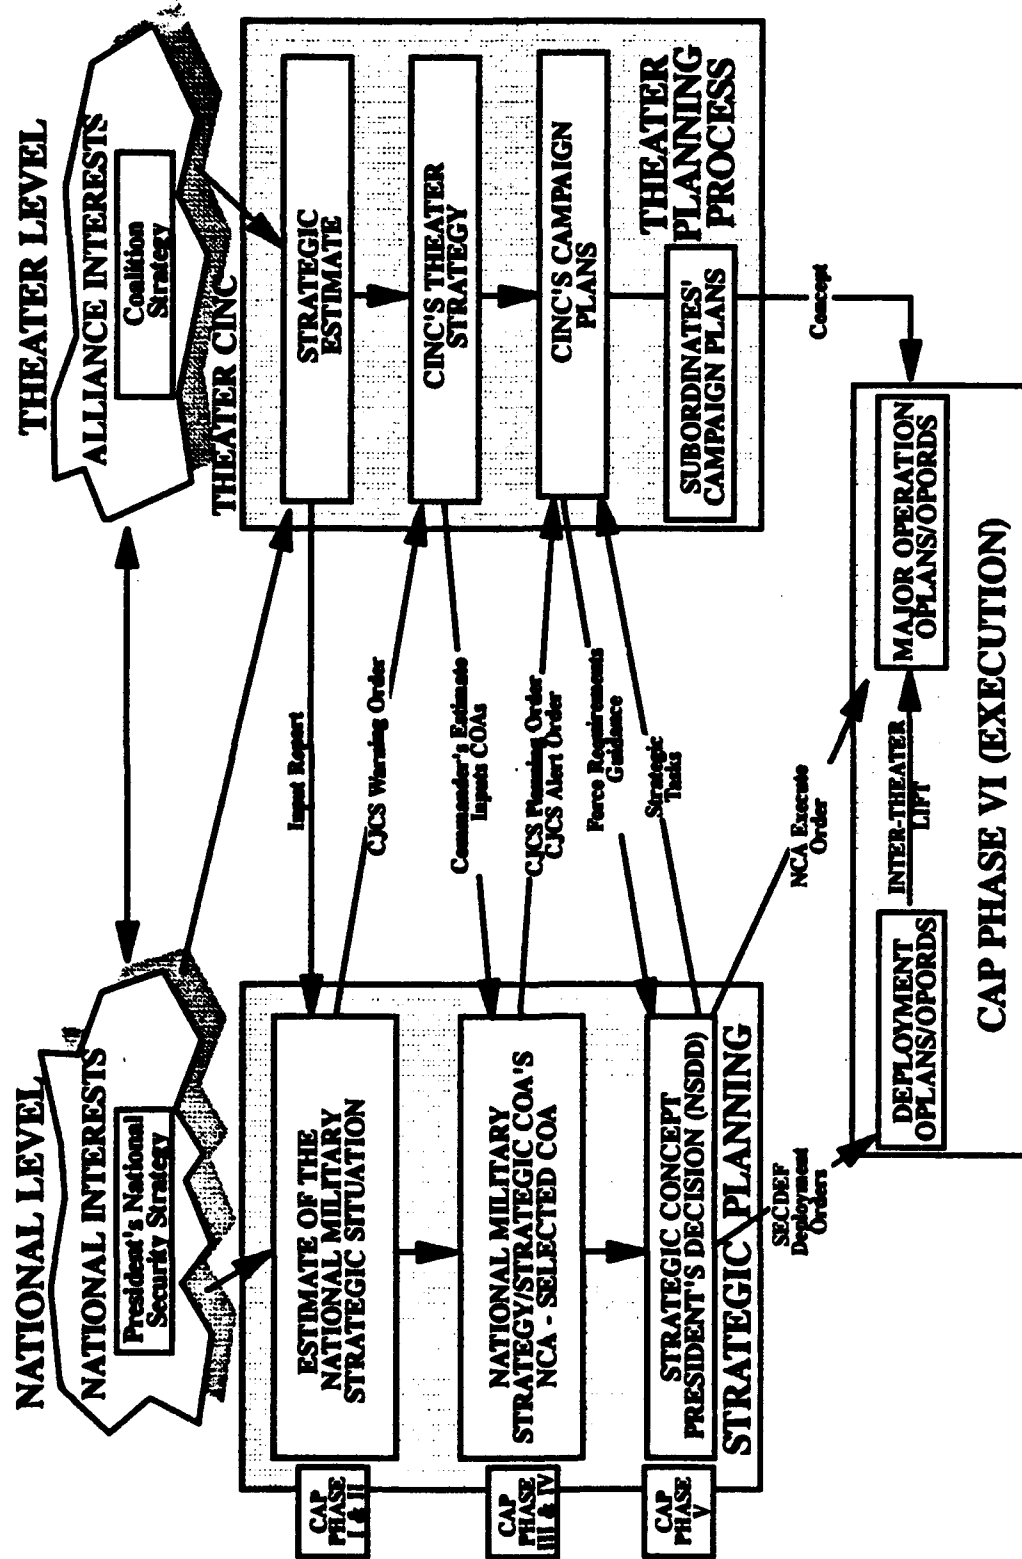 NATIONAL LEVEL
NATIONAL INTERESTS
President's National
Security Strategy
THEATER LEVEL
ALLIANCE INTERESTS
Coalition
Strategy
THEATER CINC
CAP
PHASE
I & II
ESTIMATE OF THE
NATIONAL MILITARY
STRATEGIC SITUATION
Input Report
STRATEGIC
ESTIMATE
CJCS Warning Order
CAP
PHASE
III & IV
NATIONAL MILITARY
STRATEGY/STRATEGIC COA'S
NCA - SELECTED COA
Commander's Estimate
Inputs COAs
CINC'S THEATER
STRATEGY
CJCS Planning Order
CJCS Alert Order
CAP
PHASE
V
STRATEGIC CONCEPT
PRESIDENT'S DECISION (NSDD)
STRATEGIC PLANNING
Force Requirements
Guidance
Strategic
Tasks
CINC'S CAMPAIGN
PLANS
THEATER
PLANNING
PROCESS
SUBORDINATES'
CAMPAIGN PLANS
SECDEF
Deployment
Orders
NCA Execute
Order
Concept
DEPLOYMENT
OPLANS/OPORDS
INTER-THEATER
LIFT
MAJOR OPERATION
OPLANS/OPORDS
CAP PHASE VI (EXECUTION)